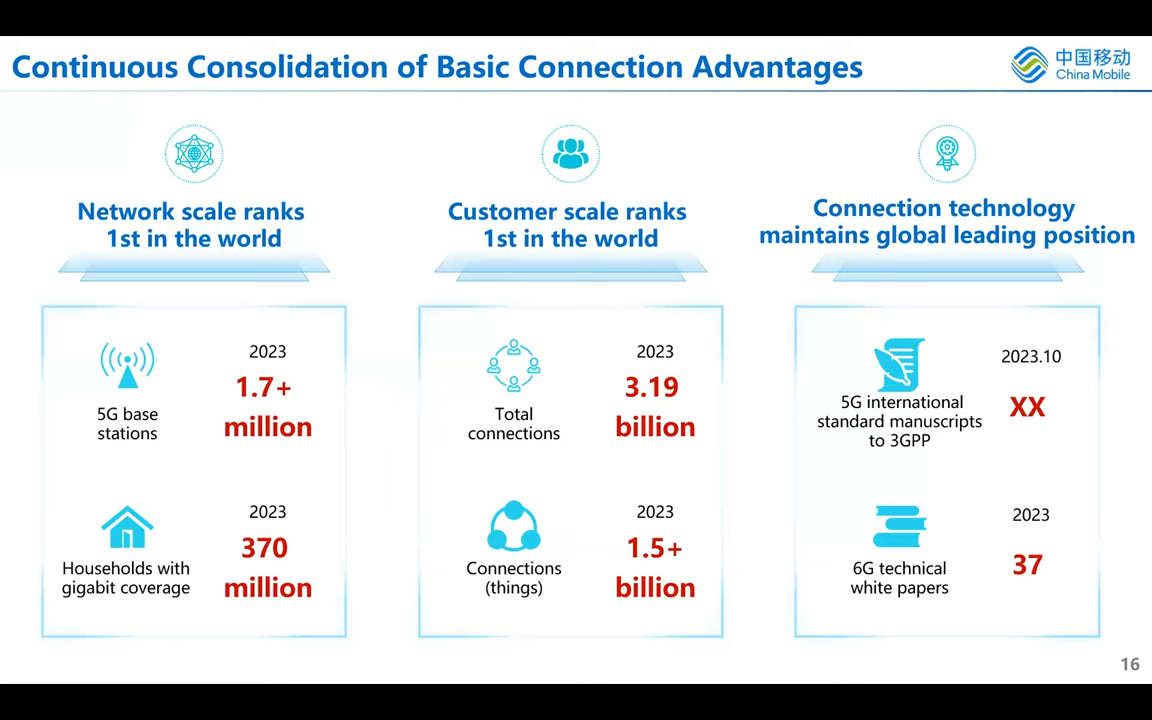 Continuous Consolidation of Basic Connection Advantages
中国移动
China Mobile
Network scale ranks
1st in the world
Customer scale ranks
1st in the world
Connection technology
maintains global leading position
5G base
stations
2023
1.7+
million
Households with
gigabit coverage
2023
370
million
Total
connections
2023
3.19
billion
Connections
(things)
2023
1.5+
billion
5G international
standard manuscripts
to 3GPP
2023.10
XX
6G technical
white papers
2023
37
16